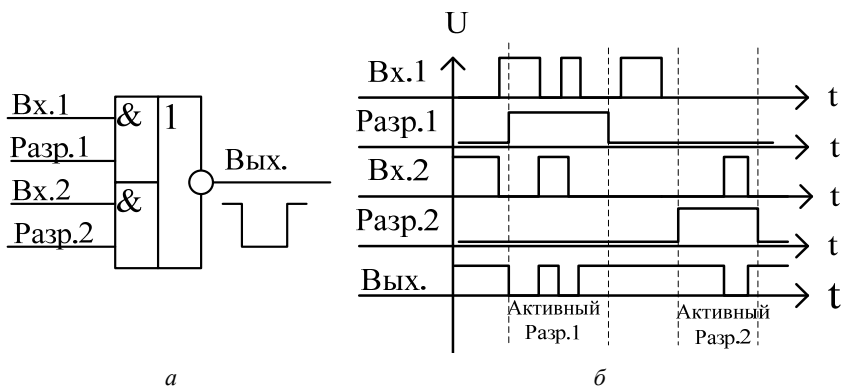 Вх.1
Разр.1
Вх.2
Разр.2
&
&
1
Вых.
а
U
Вх.1
t
Разр.1
t
Вх.2
t
Разр.2
t
Вых.
t
Активный
Разр.1
Активный
Разр.2
б